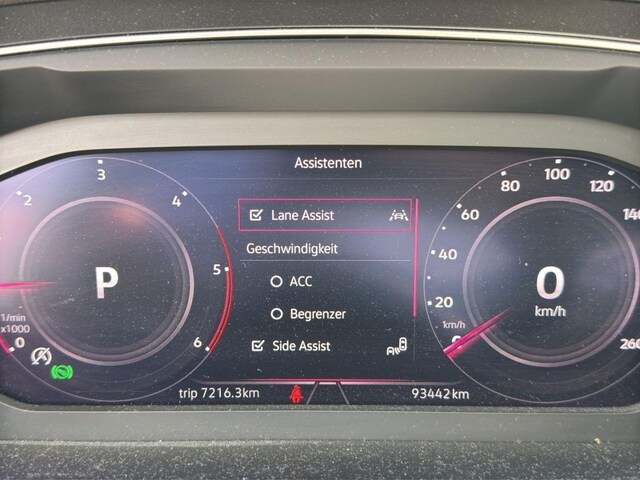 Assistenten
Lane Assist
Geschwindigkeit
ACC
Begrenzer
Side Assist
trip 7216.3km
93442 km
2
3
4
5
6
1/min
x1000
0
P
0
km/h
km/h
20
40
60
80
100
120
140
260